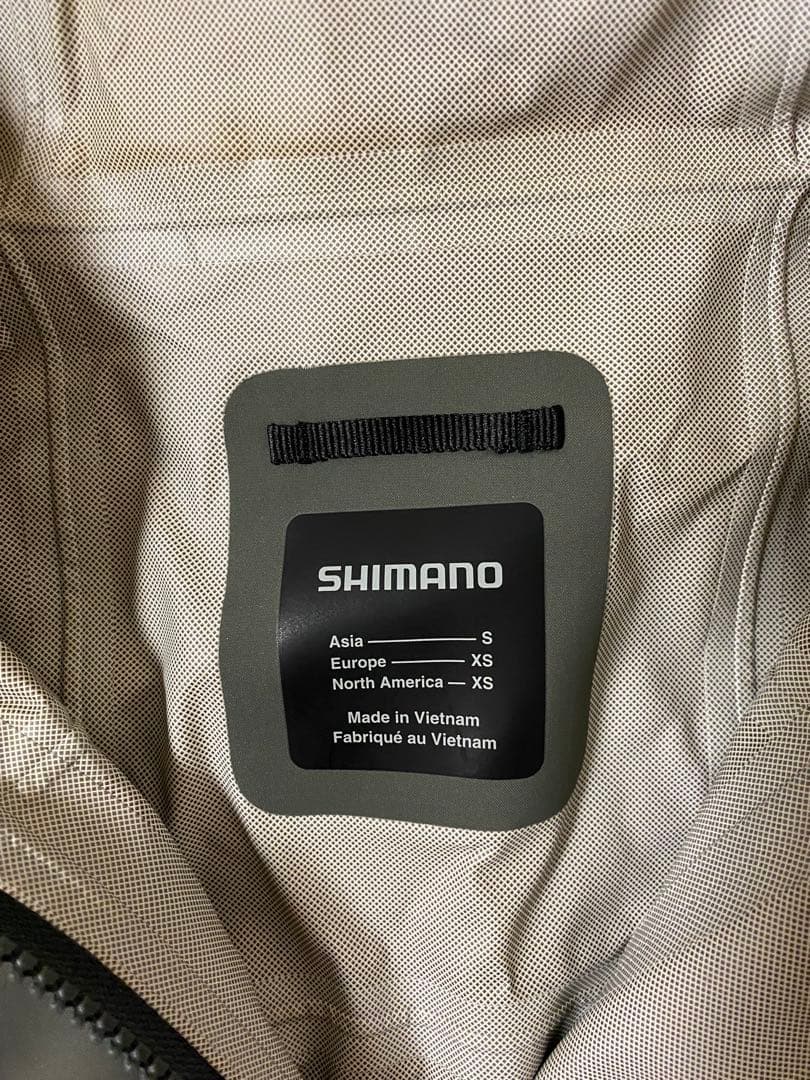 SHIMANO
Asia — S
Europe — XS
North America — XS
Made in Vietnam
Fabriqué au Vietnam